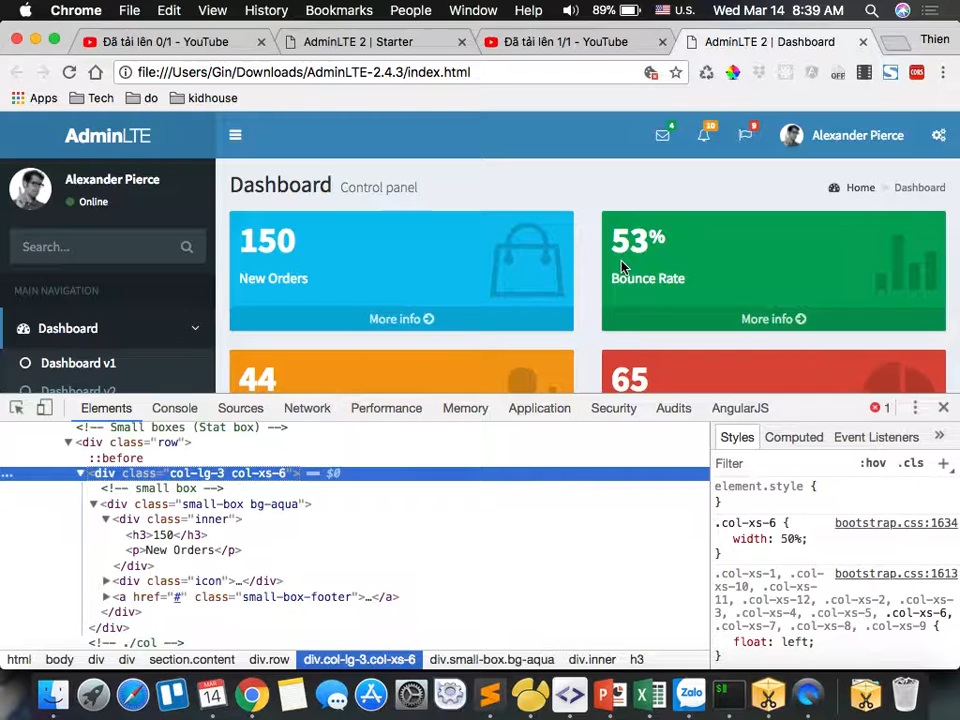 Chrome File Edit View History Bookmarks People Window Help 89% U.S. Wed Mar 14 8:39 AM
Đã tải lên 0/1 - YouTube AdminLTE 2 | Starter Đã tải lên 1/1 - YouTube AdminLTE 2 | Dashboard Thien
file:///Users/Gin/Downloads/AdminLTE-2.4.3/index.html OFF CORS
Apps Tech do kidhouse
AdminLTE 4 10 9 Alexander Pierce
Alexander Pierce
Online
Search...
MAIN NAVIGATION
Dashboard
Dashboard v1
Dashboard v2
Dashboard Control panel Home Dashboard
150 53%
New Orders Bounce Rate
More info More info
44 65
Elements Console Sources Network Performance Memory Application Security Audits AngularJS 1
<!-- Small boxes (Stat box) -->
<div class="row">
::before
... <div class="col-lg-3 col-xs-6"> == $0
<!-- small box -->
<div class="small-box bg-aqua">
<div class="inner">
<h3>150</h3>
<p>New Orders</p>
</div>
<div class="icon">…</div>
<a href="#" class="small-box-footer">…</a>
</div>
</div>
<!-- ./col -->
html body div div section.content div.row div.col-lg-3.col-xs-6 div.small-box.bg-aqua div.inner h3
Styles Computed Event Listeners »
Filter :hov .cls +
element.style {
}
.col-xs-6 { bootstrap.css:1634
width: 50%;
}
.col-xs-1, .col- bootstrap.css:1613
xs-10, .col-xs-
11, .col-xs-12, .col-xs-2, .col-xs-
3, .col-xs-4, .col-xs-5, .col-xs-6,
.col-xs-7, .col-xs-8, .col-xs-9 {
float: left;
}
MAR 14 Zalo